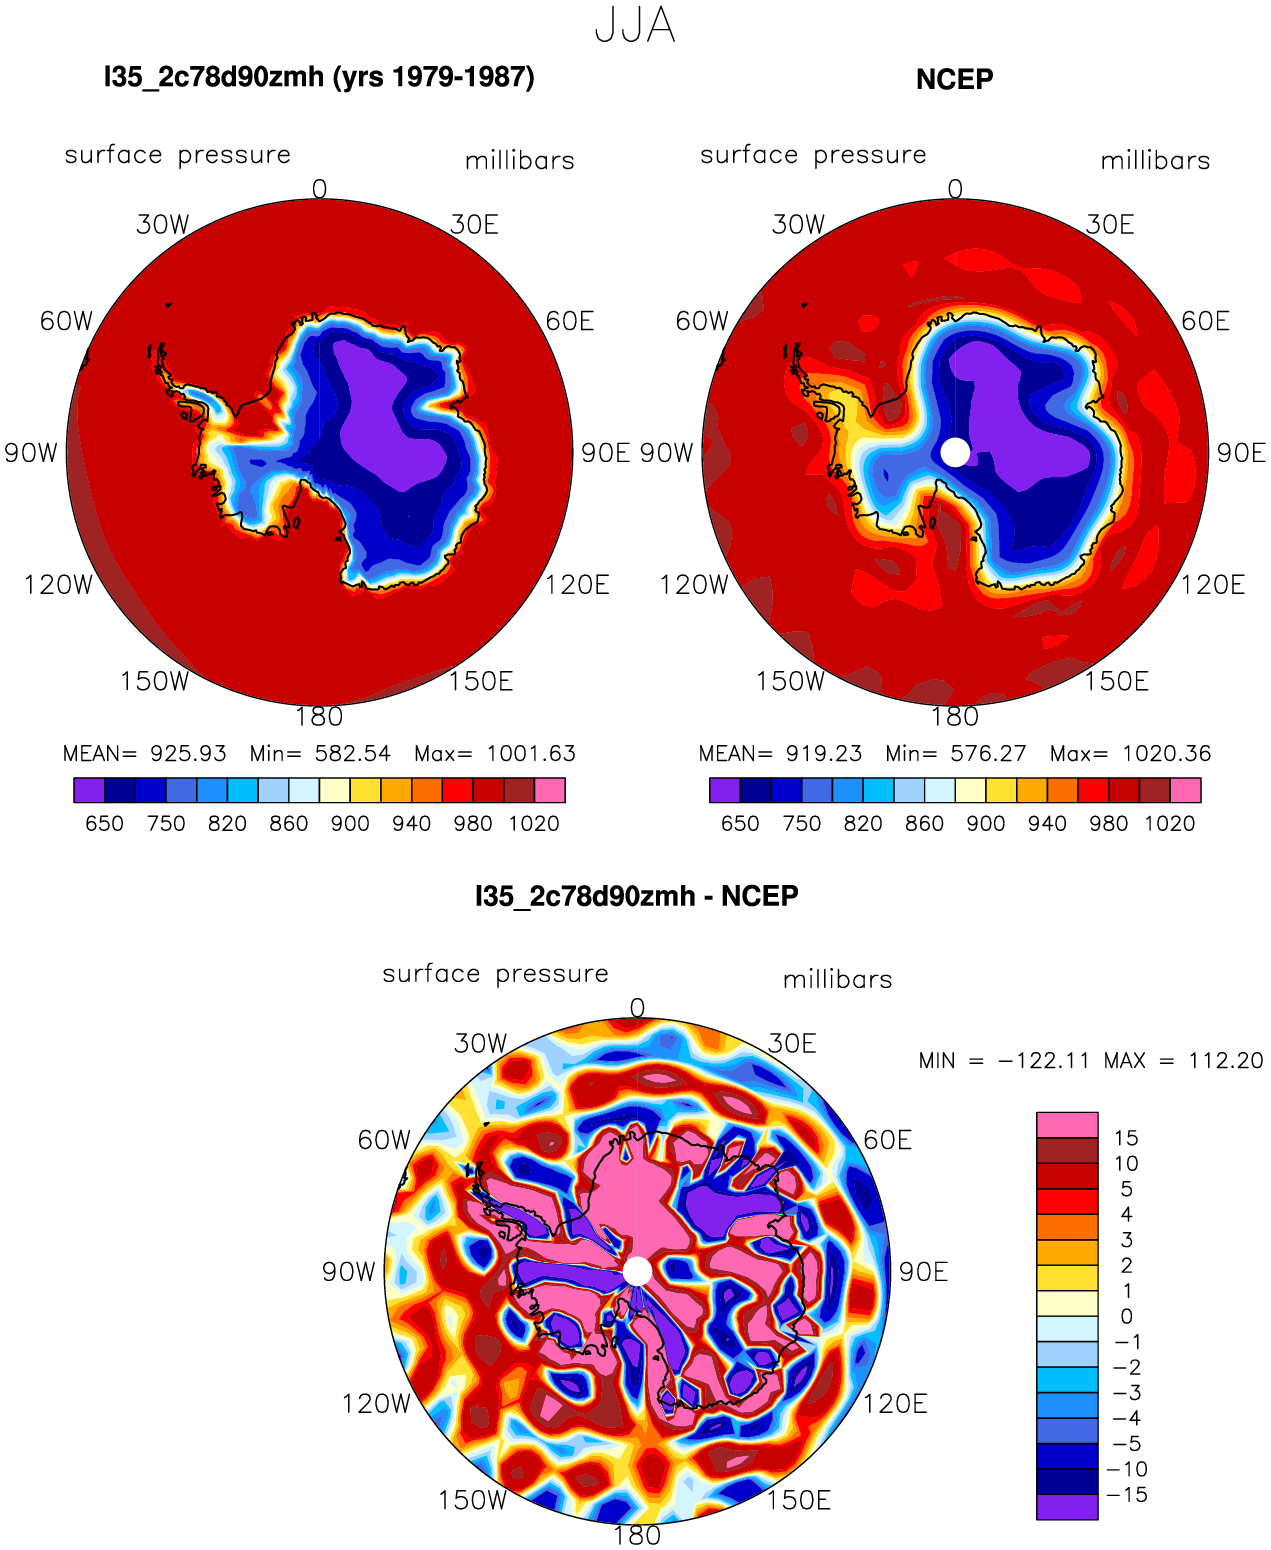 JJA
l35_2c78d90zmh (yrs 1979-1987)
NCEP
surface pressure millibars
surface pressure millibars
0
30W 30E
60W 60E
90W 90E
120W 120E
150W 150E
180
0
30W 30E
60W 60E
90W 90E
120W 120E
150W 150E
180
MEAN= 925.93 Min= 582.54 Max= 1001.63
650 750 820 860 900 940 980 1020
MEAN= 919.23 Min= 576.27 Max= 1020.36
650 750 820 860 900 940 980 1020
l35_2c78d90zmh - NCEP
surface pressure millibars
0
30W 30E
60W 60E
90W 90E
120W 120E
150W 150E
180
MIN = -122.11 MAX = 112.20
15
10
5
4
3
2
1
0
-1
-2
-3
-4
-5
-10
-15